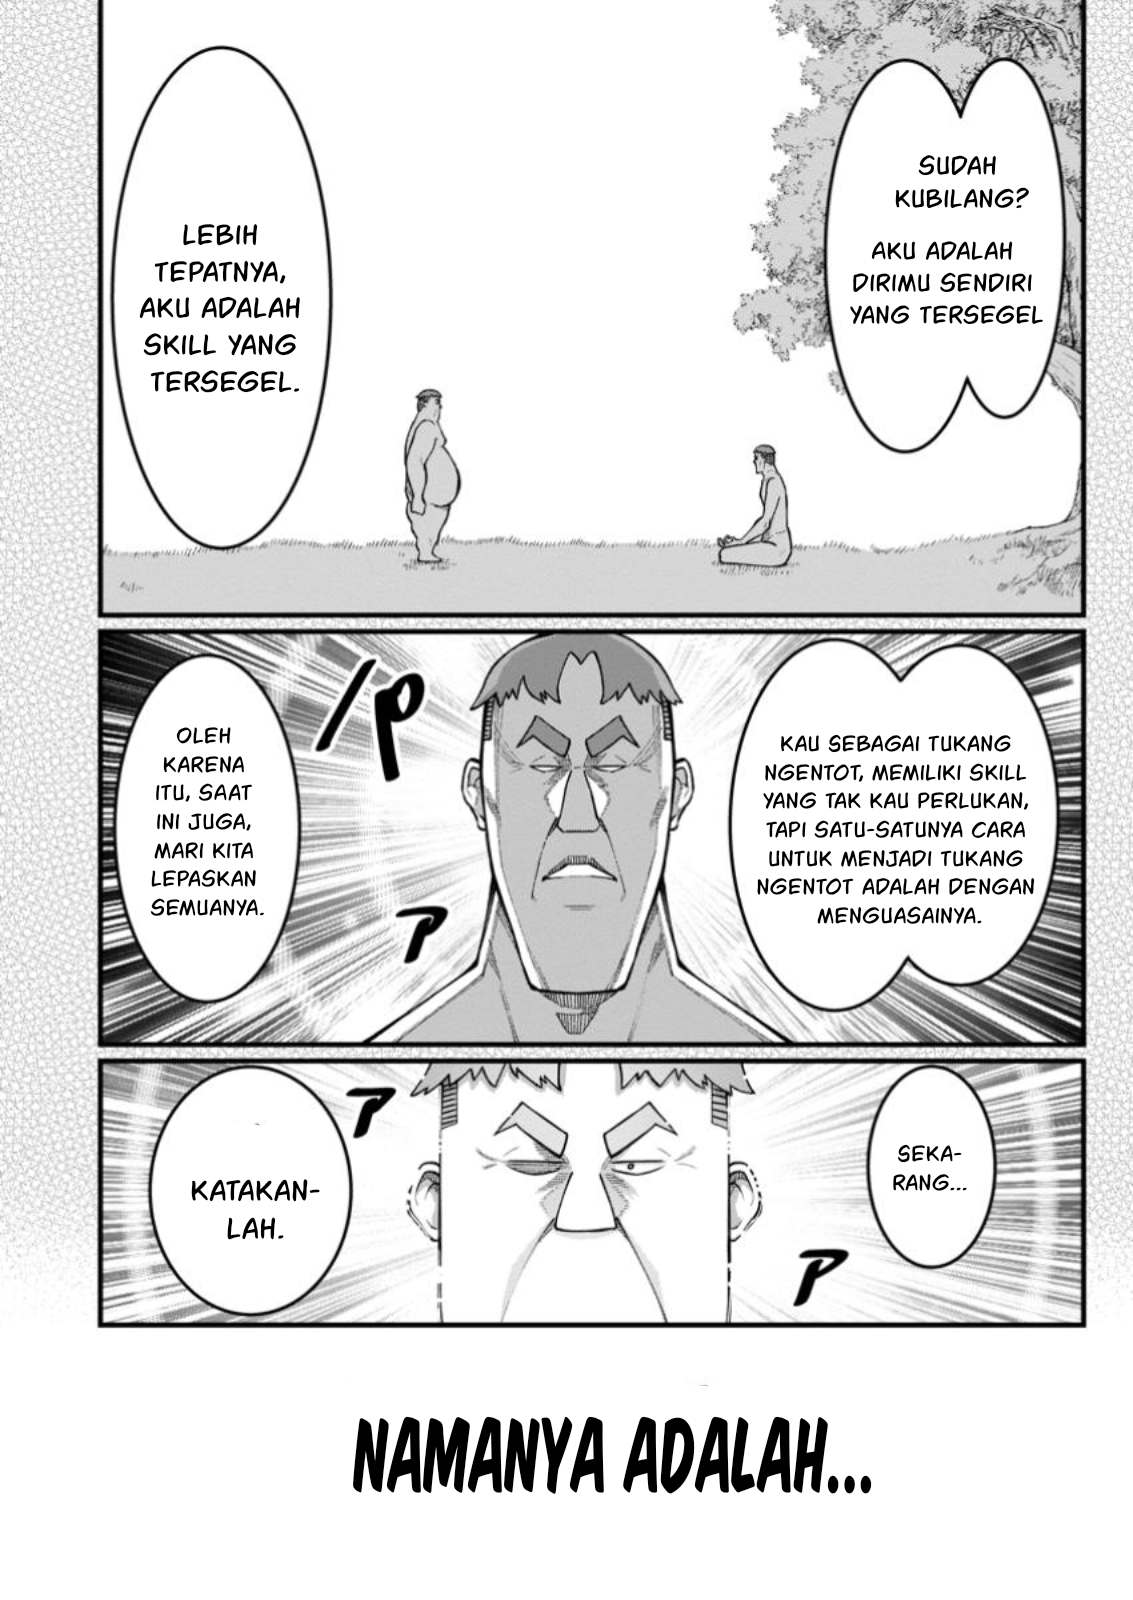 SUDAH
KUBILANG?
AKU ADALAH
DIRIMU SENDIRI
YANG TERSEGEL
LEBIH
TEPATNYA,
AKU ADALAH
SKILL YANG
TERSEGEL.
KAU SEBAGAI TUKANG
NGENTOT, MEMILIKI SKILL
YANG TAK KAU PERLUKAN,
TAPI SATU-SATUNYA CARA
UNTUK MENJADI TUKANG
NGENTOT ADALAH DENGAN
MENGUASAINYA.
OLEH
KARENA
ITU, SAAT
INI JUGA,
MARI KITA
LEPASKAN
SEMUANYA.
SEKA-
RANG...
KATAKAN-
LAH.
NAMANYA ADALAH...